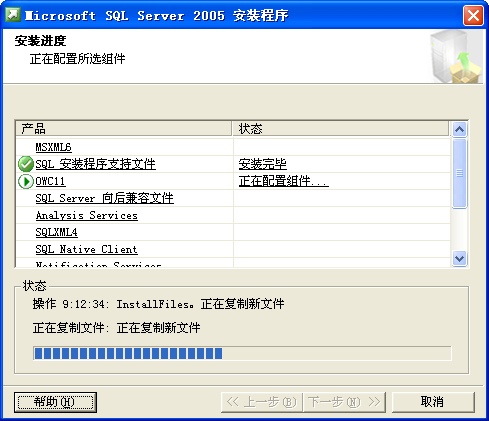 Microsoft SQL Server 2005 安装程序
安装进度
正在配置所选组件
产品 状态
MSXML6
SQL 安装程序支持文件 安装完毕
OWC11 正在配置组件...
SQL Server 向后兼容文件
Analysis Services
SQLXML4
SQL Native Client
Notification Services
状态
操作 9:12:34: InstallFiles。正在复制新文件
正在复制文件: 正在复制新文件
帮助(H) << 上一步(B) 下一步(N) >> 取消